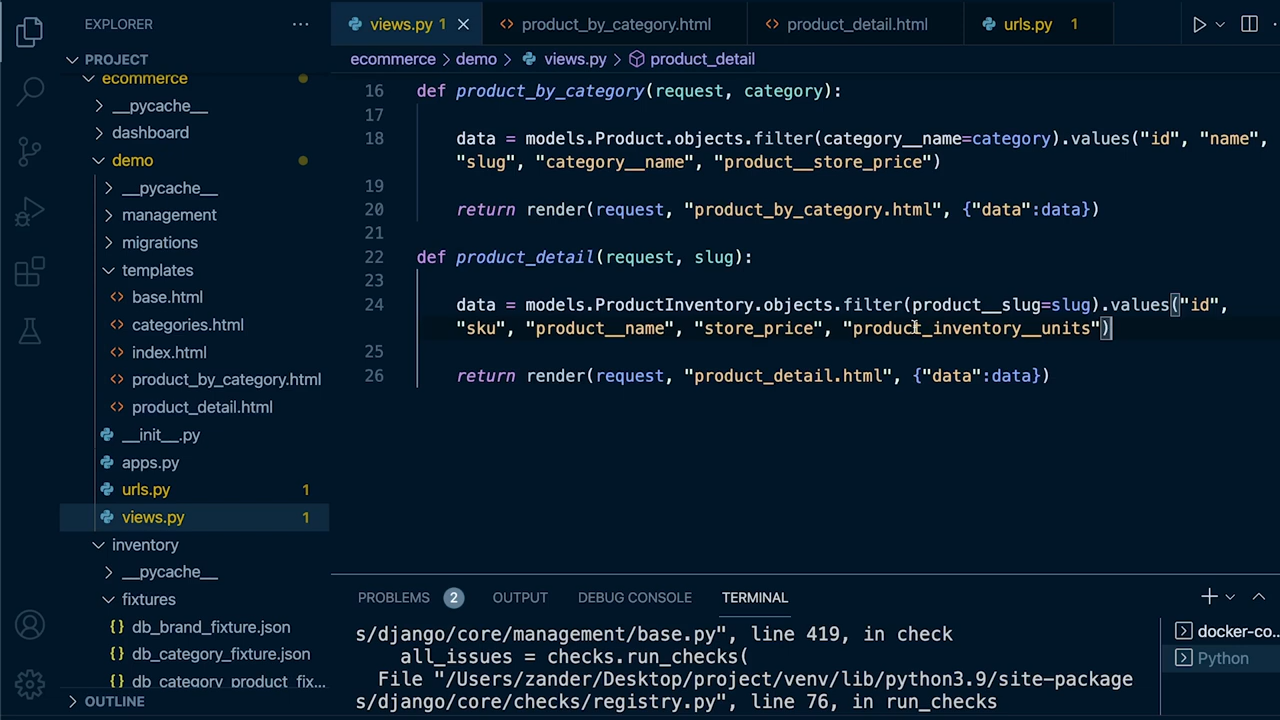 EXPLORER
PROJECT
ecommerce
__pycache__
dashboard
demo
__pycache__
management
migrations
templates
<> base.html
<> categories.html
<> index.html
<> product_by_category.html
<> product_detail.html
__init__.py
apps.py
urls.py 1
views.py 1
inventory
__pycache__
fixtures
{} db_brand_fixture.json
{} db_category_fixture.json
{} db_category_product_fix...
OUTLINE
views.py 1
<> product_by_category.html
<> product_detail.html
urls.py 1
ecommerce > demo > views.py > product_detail
16 def product_by_category(request, category):
17
18 data = models.Product.objects.filter(category__name=category).values("id", "name",
"slug", "category__name", "product__store_price")
19
20 return render(request, "product_by_category.html", {"data":data})
21
22 def product_detail(request, slug):
23
24 data = models.ProductInventory.objects.filter(product__slug=slug).values("id",
"sku", "product__name", "store_price", "product_inventory__units")
25
26 return render(request, "product_detail.html", {"data":data})
PROBLEMS 2 OUTPUT DEBUG CONSOLE TERMINAL
s/django/core/management/base.py", line 419, in check
all_issues = checks.run_checks(
File "/Users/zander/Desktop/project/venv/lib/python3.9/site-package
s/django/core/checks/registry.py", line 76, in run_checks
docker-co...
Python